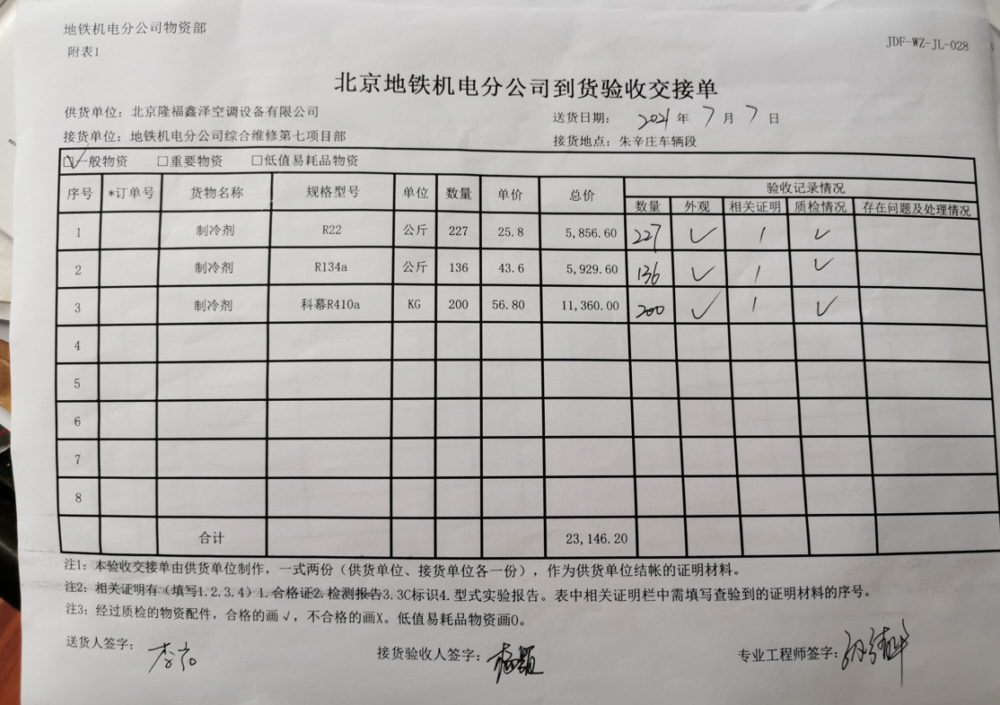 地铁机电分公司物资部
附表1
JDF-WZ-JL-028
北京地铁机电分公司到货验收交接单
供货单位：北京隆福鑫泽空调设备有限公司
送货日期： 2021 年 7 月 7 日
接货单位：地铁机电分公司综合维修第七项目部
接货地点：朱辛庄车辆段
☑一般物资 □重要物资 □低值易耗品物资
序号 *订单号 货物名称 规格型号 单位 数量 单价 总价 验收记录情况
数量 外观 相关证明 质检情况 存在问题及处理情况
1 制冷剂 R22 公斤 227 25.8 5,856.60 227 ✓ 1 ✓
2 制冷剂 R134a 公斤 136 43.6 5,929.60 136 ✓ 1 ✓
3 制冷剂 科幕R410a KG 200 56.80 11,360.00 200 ✓ 1 ✓
4
5
6
7
8
合计 23,146.20
注1：本验收交接单由供货单位制作，一式两份（供货单位、接货单位各一份），作为供货单位结帐的证明材料。
注2：相关证明有（填写1.2.3.4）1.合格证2.检测报告3.3C标识4.型式实验报告。表中相关证明栏中需填写查验到的证明材料的序号。
注3：经过质检的物资配件，合格的画√，不合格的画X。低值易耗品物资画O。
送货人签字： 接货验收人签字： 专业工程师签字：